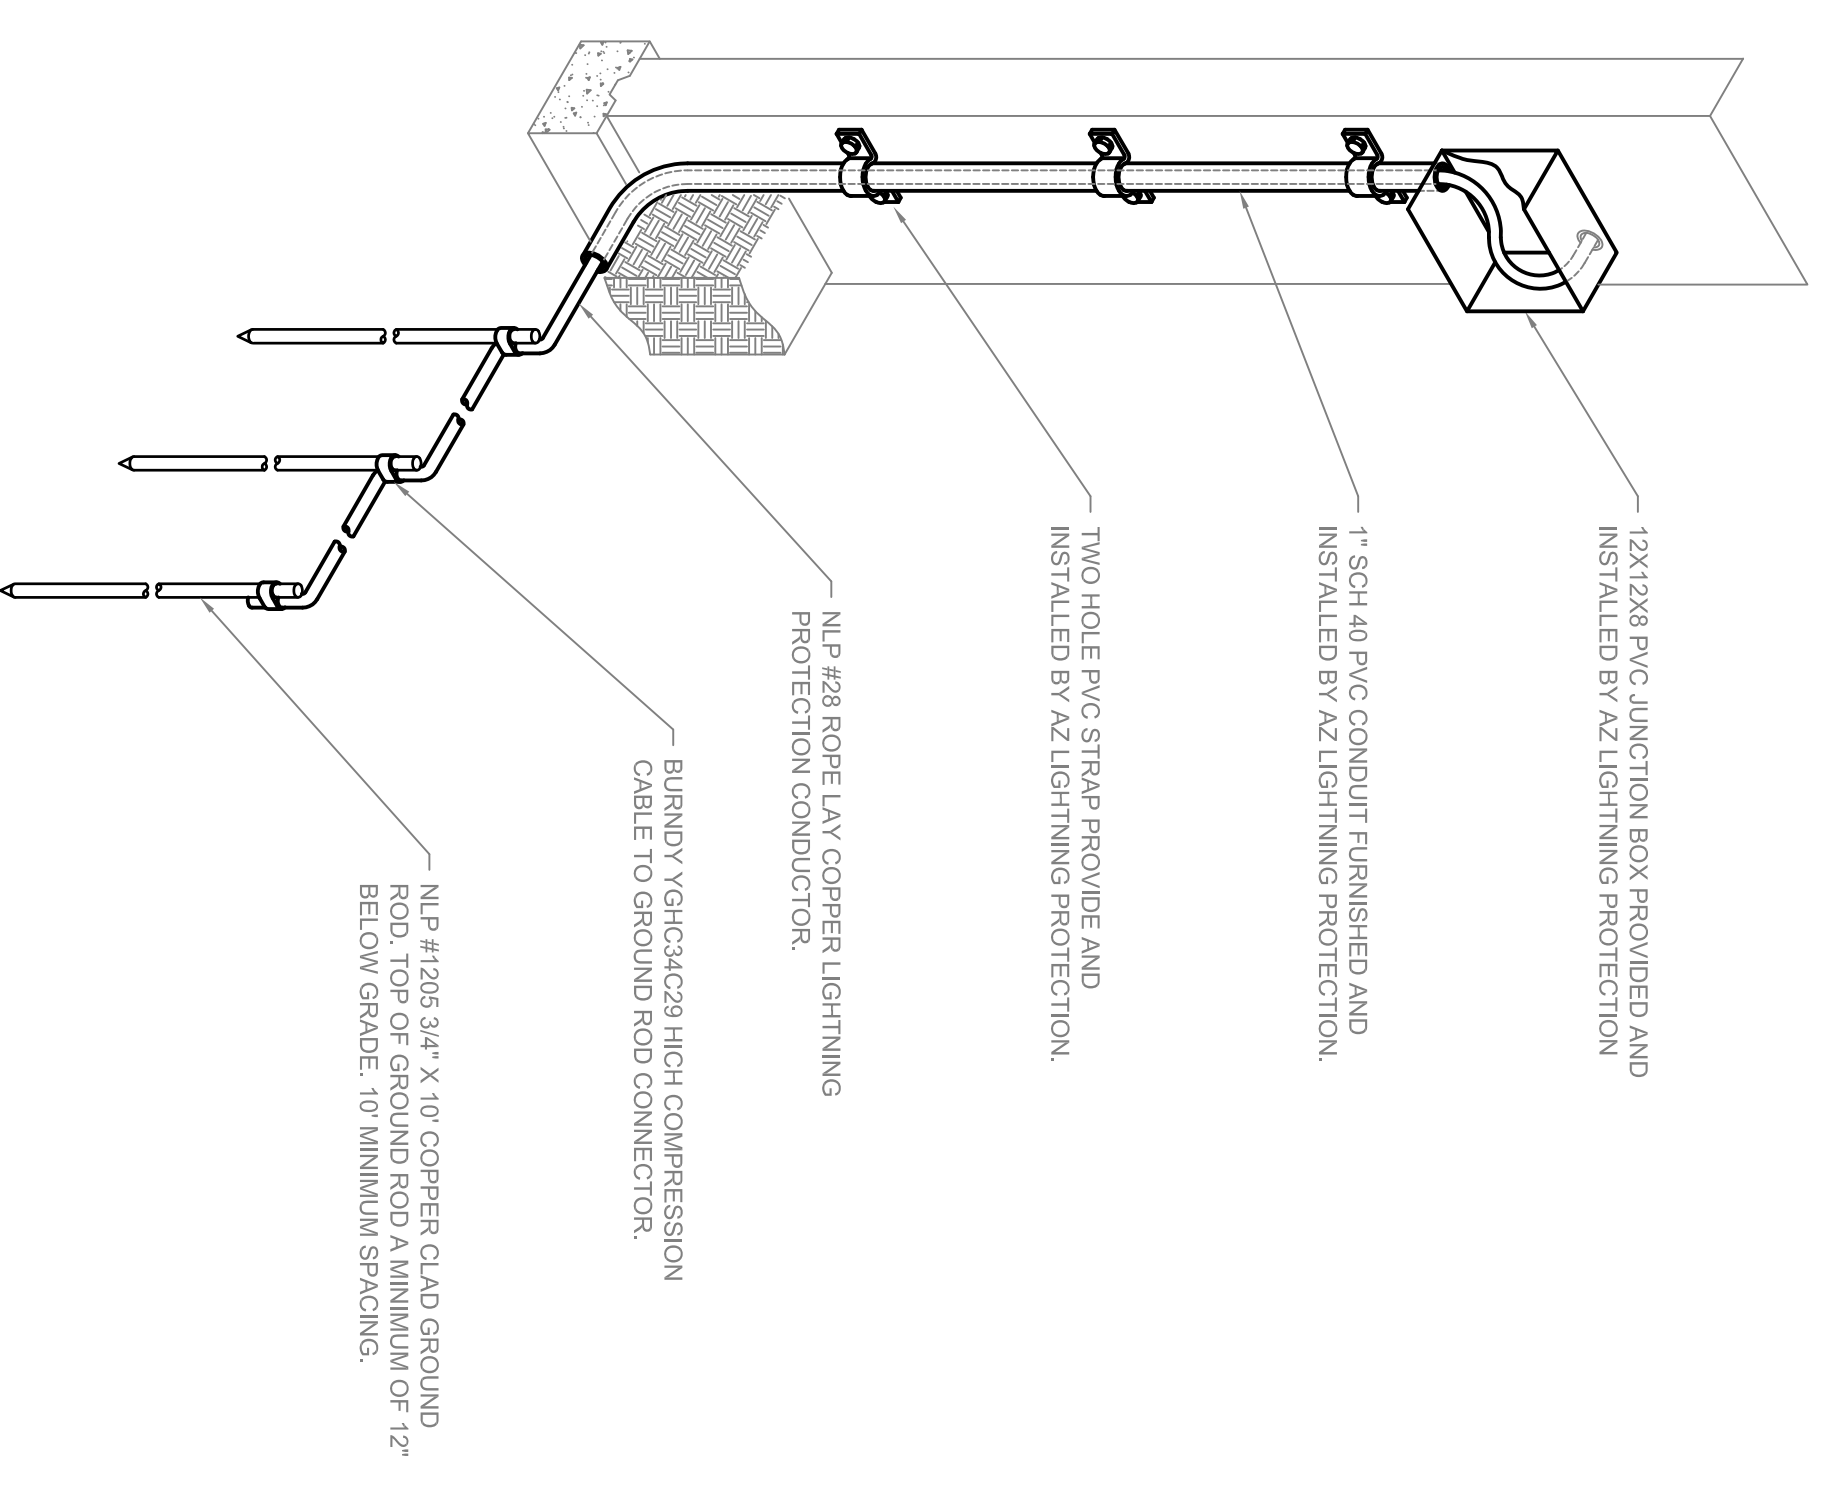 12X12X8 PVC JUNCTION BOX PROVIDED AND
INSTALLED BY AZ LIGHTNING PROTECTION
1" SCH 40 PVC CONDUIT FURNISHED AND
INSTALLED BY AZ LIGHTNING PROTECTION.
TWO HOLE PVC STRAP PROVIDE AND
INSTALLED BY AZ LIGHTNING PROTECTION.
NLP #28 ROPE LAY COPPER LIGHTNING
PROTECTION CONDUCTOR.
BURNDY YGHC34C29 HICH COMPRESSION
CABLE TO GROUND ROD CONNECTOR.
NLP #1205 3/4" X 10' COPPER CLAD GROUND
ROD. TOP OF GROUND ROD A MINIMUM OF 12"
BELOW GRADE. 10' MINIMUM SPACING.